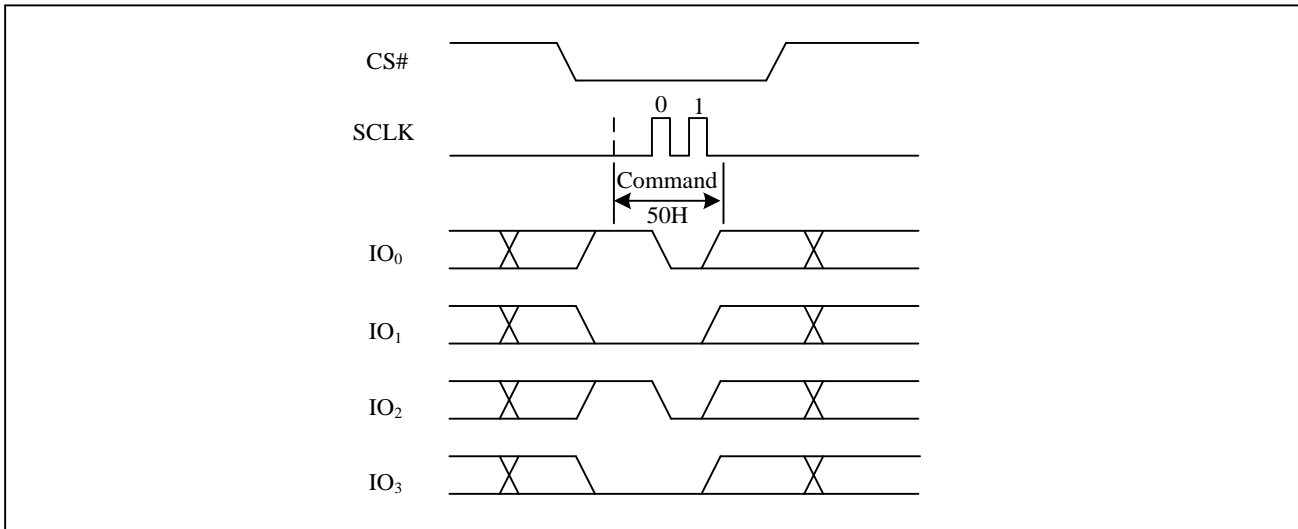 CS#
0 1
SCLK
Command
50H
IO₀
IO₁
IO₂
IO₃